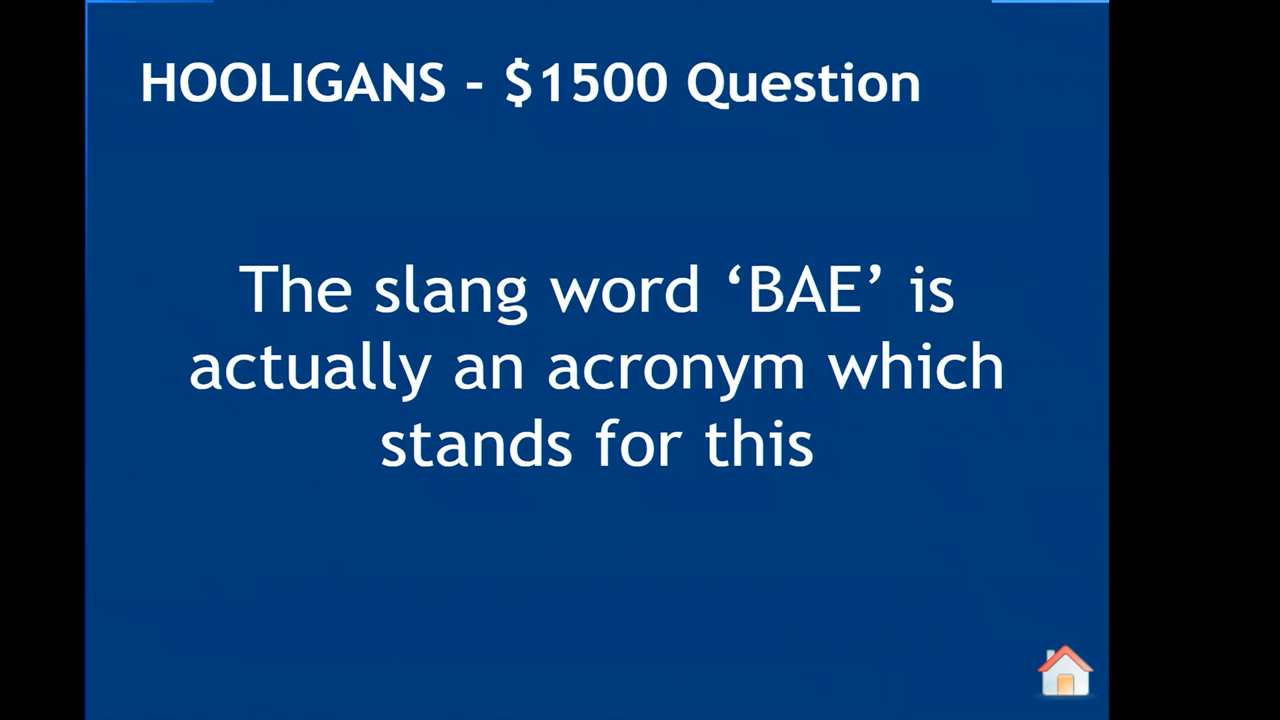 HOOLIGANS - $1500 Question
The slang word ‘BAE’ is
actually an acronym which
stands for this